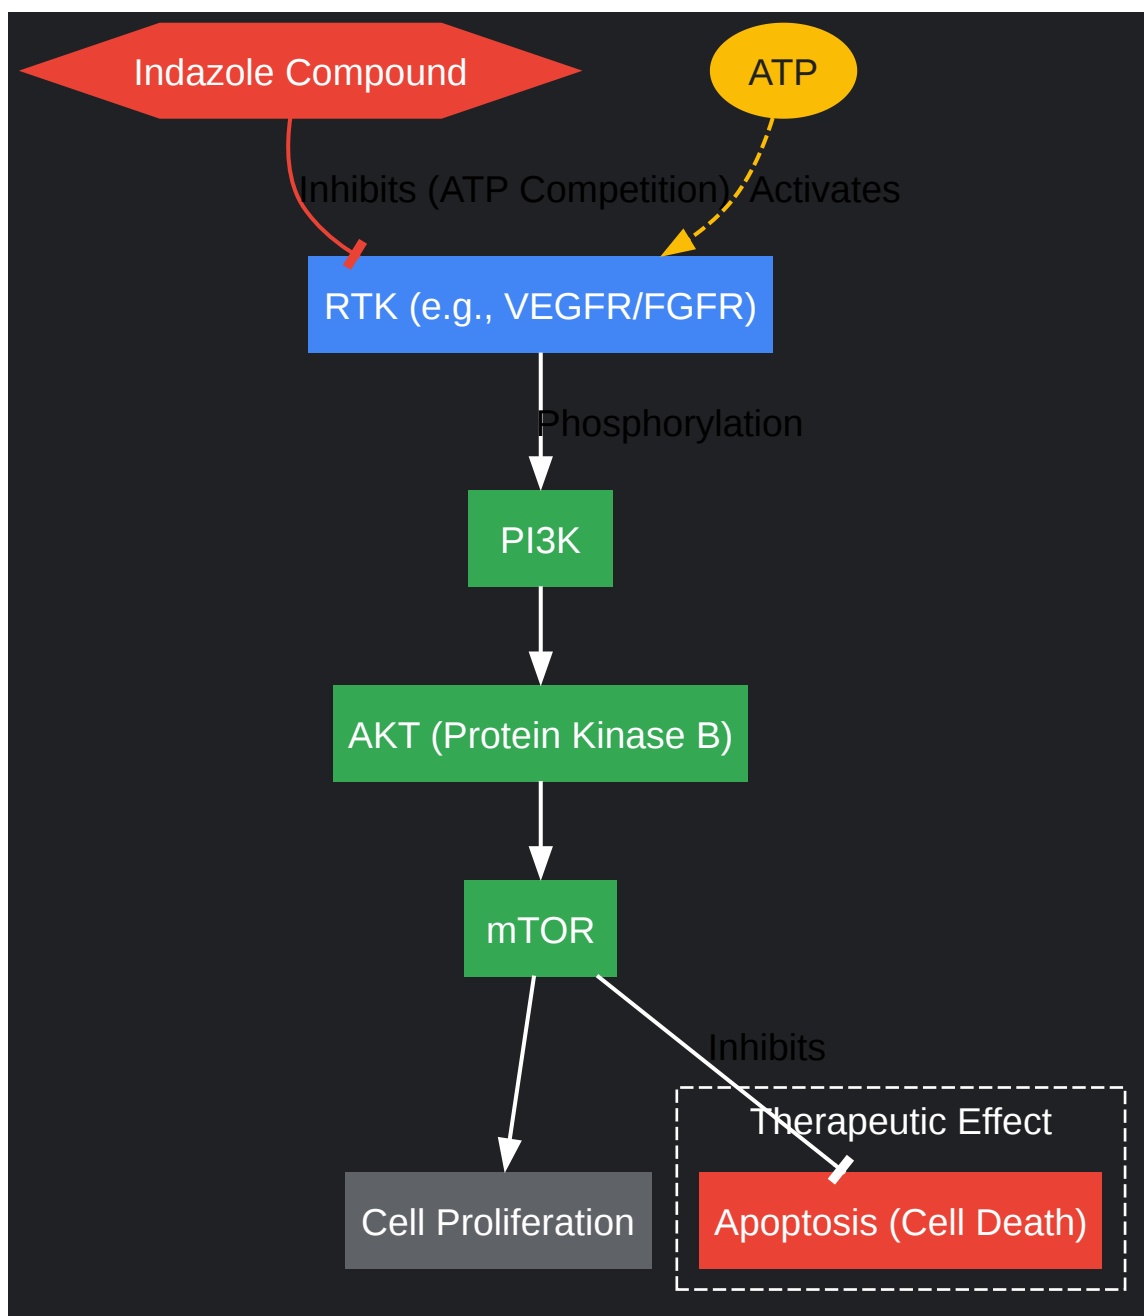 Indazole Compound
ATP
Inhibits (ATP Competition)
Activates
RTK (e.g., VEGFR/FGFR)
Phosphorylation
PI3K
AKT (Protein Kinase B)
mTOR
Inhibits
Therapeutic Effect
Cell Proliferation
Apoptosis (Cell Death)